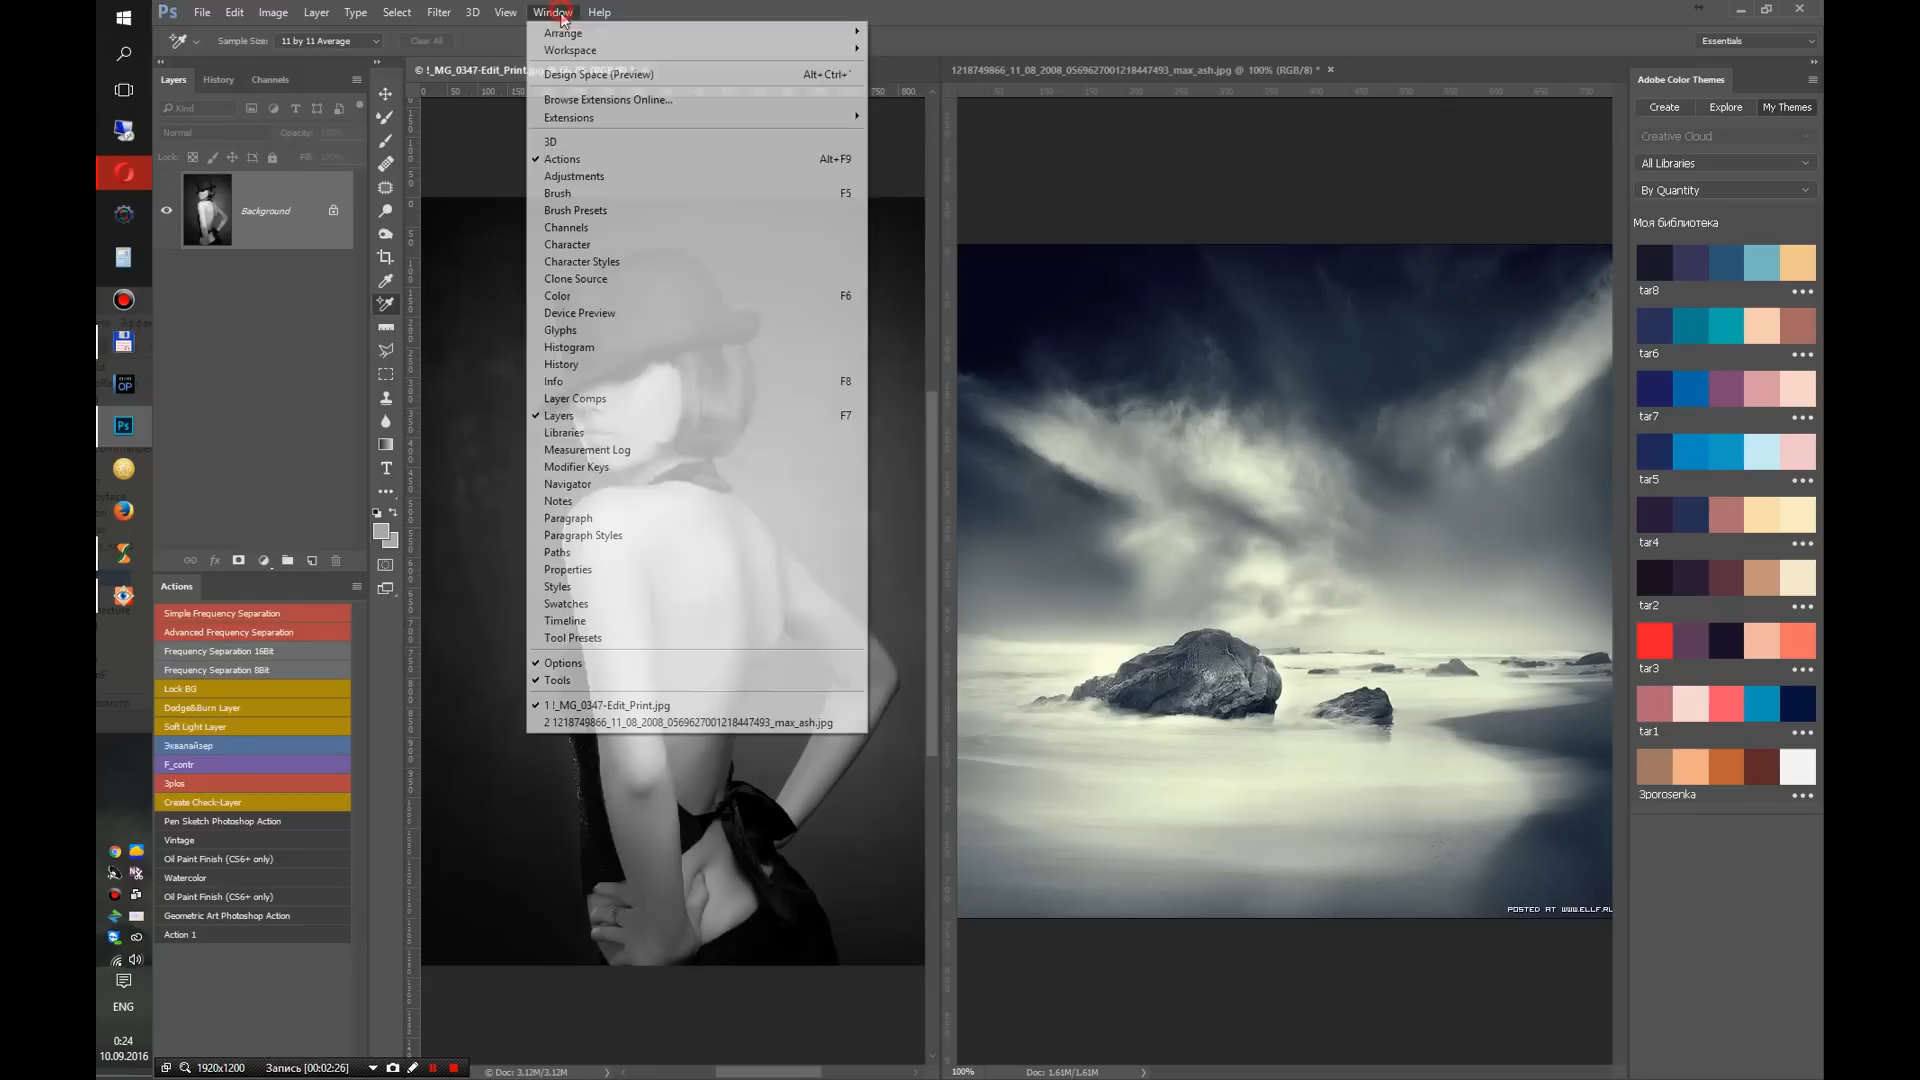 Ps File Edit Image Layer Type Select Filter 3D View Window Help
Sample Size: 11 by 11 Average Clear All Essentials
Layers History Channels
Kind
Normal Opacity: 100%
Lock: Fill: 100%
Background
Actions
Simple Frequency Separation
Advanced Frequency Separation
Frequency Separation 16Bit
Frequency Separation 8Bit
Lock BG
Dodge&Burn Layer
Soft Light Layer
Эквалайзер
F_contr
3plos
Create Check-Layer
Pen Sketch Photoshop Action
Vintage
Oil Paint Finish (CS6+ only)
Watercolor
Oil Paint Finish (CS6+ only)
Geometric Art Photoshop Action
Action 1
© !_MG_0347-Edit_Print.jpg
Arrange
Workspace
Design Space (Preview) Alt+Ctrl+`
Browse Extensions Online...
Extensions
3D
Actions Alt+F9
Adjustments
Brush F5
Brush Presets
Channels
Character
Character Styles
Clone Source
Color F6
Device Preview
Glyphs
Histogram
History
Info F8
Layer Comps
Layers F7
Libraries
Measurement Log
Modifier Keys
Navigator
Notes
Paragraph
Paragraph Styles
Paths
Properties
Styles
Swatches
Timeline
Tool Presets
Options
Tools
1 !_MG_0347-Edit_Print.jpg
2 1218749866_11_08_2008_0569627001218447493_max_ash.jpg
1218749866_11_08_2008_0569627001218447493_max_ash.jpg @ 100% (RGB/8) *
POSTED AT WWW.ELLF.RU
Adobe Color Themes
Create Explore My Themes
Creative Cloud
All Libraries
By Quantity
Моя библиотека
tar8
tar6
tar7
tar5
tar4
tar2
tar3
tar1
3porosenka
ENG
0:24
10.09.2016
1920x1200 Запись [00:02:26]
© Doc: 3,12M/3,12M
100% Doc: 1,61M/1,61M